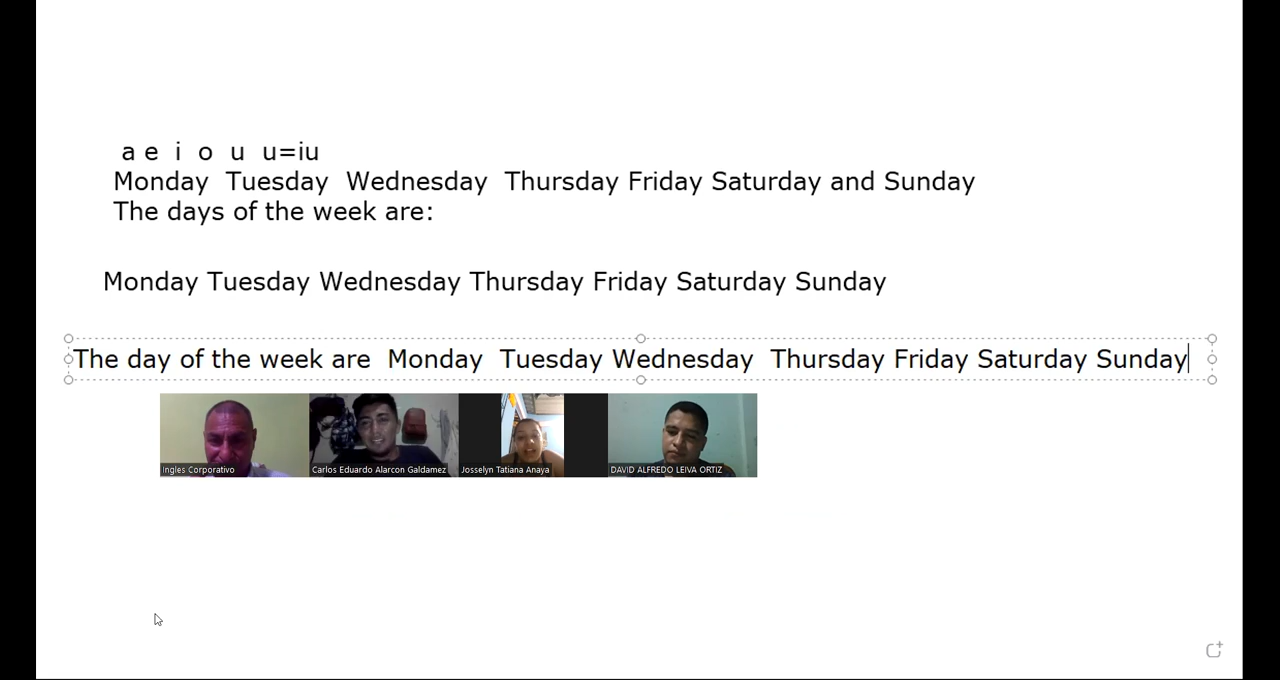 a e i o u u=iu
Monday Tuesday Wednesday Thursday Friday Saturday and Sunday
The days of the week are:
Monday Tuesday Wednesday Thursday Friday Saturday Sunday
The day of the week are Monday Tuesday Wednesday Thursday Friday Saturday Sunday
Ingles Corporativo
Carlos Eduardo Alarcon Galdamez
Josselyn Tatiana Anaya
DAVID ALFREDO LEIVA ORTIZ